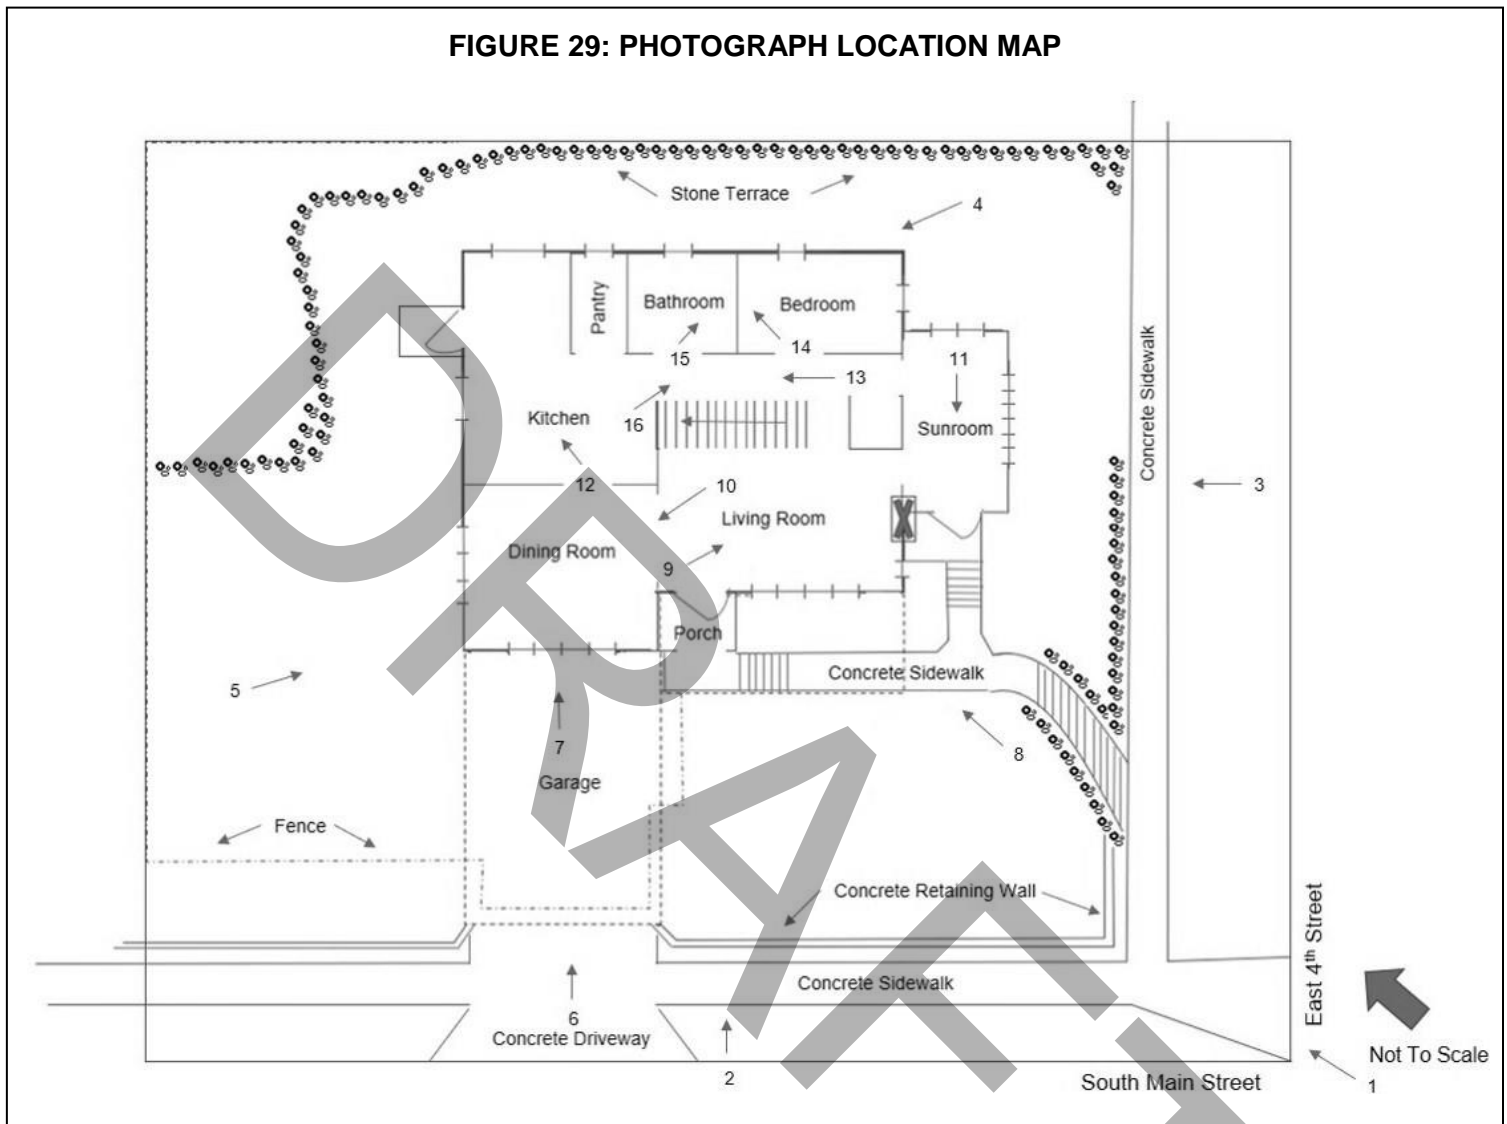 FIGURE 29: PHOTOGRAPH LOCATION MAP
Stone Terrace
4
Pantry
Bathroom
Bedroom
15
14
11
13
Kitchen
16
Sunroom
Concrete Sidewalk
12
10
3
Living Room
Dining Room
9
Porch
Concrete Sidewalk
5
7
8
Garage
Fence
Concrete Retaining Wall
East 4th Street
Concrete Sidewalk
6
Concrete Driveway
2
Not To Scale
South Main Street
1
DRAFT